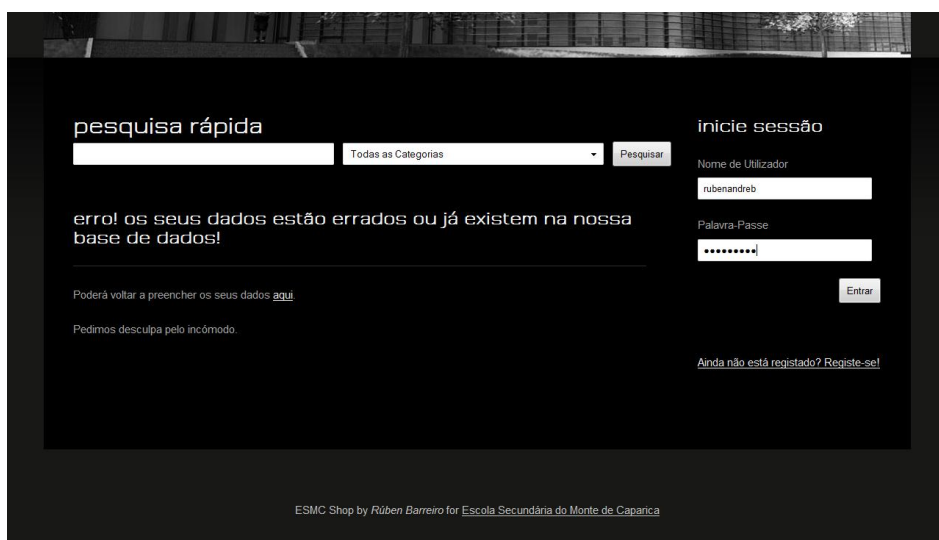 pesquisa rápida
Todas as Categorias
Pesquisar
erro! os seus dados estão errados ou já existem na nossa
base de dados!
Poderá voltar a preencher os seus dados aqui.
Pedimos desculpa pelo incómodo.
inicie sessão
Nome de Utilizador
rubenandreb
Palavra-Passe
•••••••••
Entrar
Ainda não está registado? Registe-se!
ESMC Shop by Rúben Barreiro for Escola Secundária do Monte de Caparica